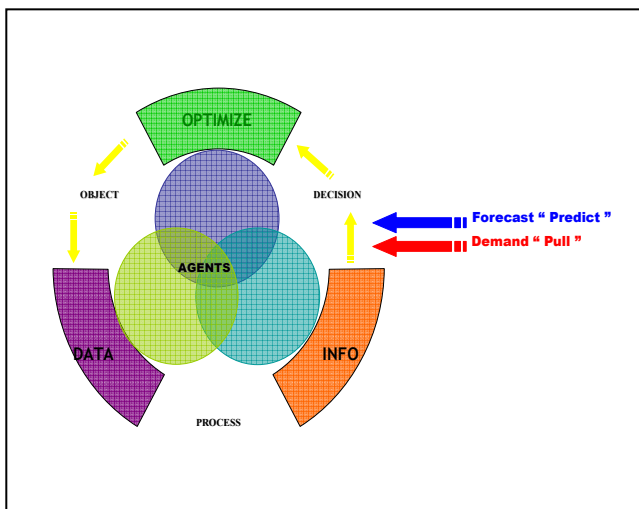 OPTIMIZE
OBJECT
DECISION
Forecast “ Predict ”
Demand “ Pull ”
AGENTS
DATA
INFO
PROCESS